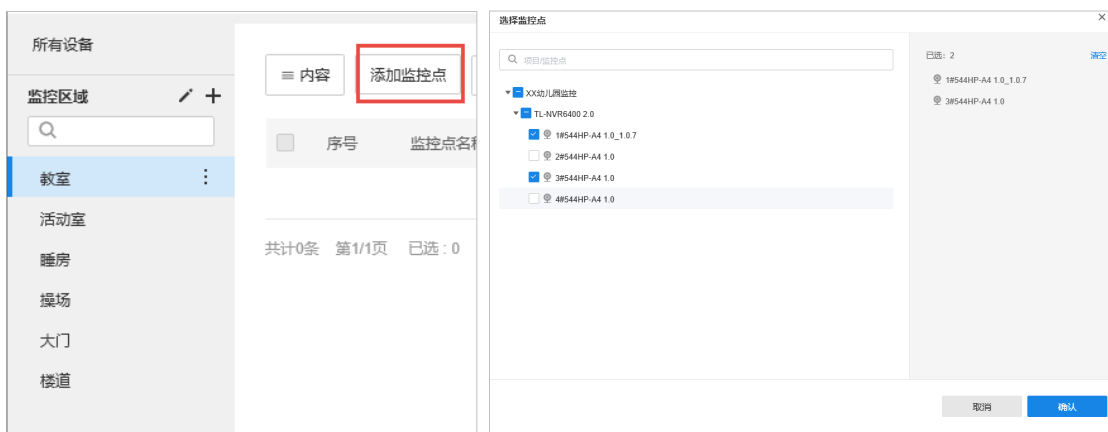 所有设备
监控区域
教室
活动室
睡房
操场
大门
楼道
内容
添加监控点
序号
监控点名
共计0条 第1/1页 已选 : 0
选择监控点
项目/监控点
XX幼儿园监控
TL-NVR6400 2.0
1#544HP-A4 1.0_1.0.7
2#544HP-A4 1.0
3#544HP-A4 1.0
4#544HP-A4 1.0
已选：2
清空
1#544HP-A4 1.0_1.0.7
3#544HP-A4 1.0
取消
确认